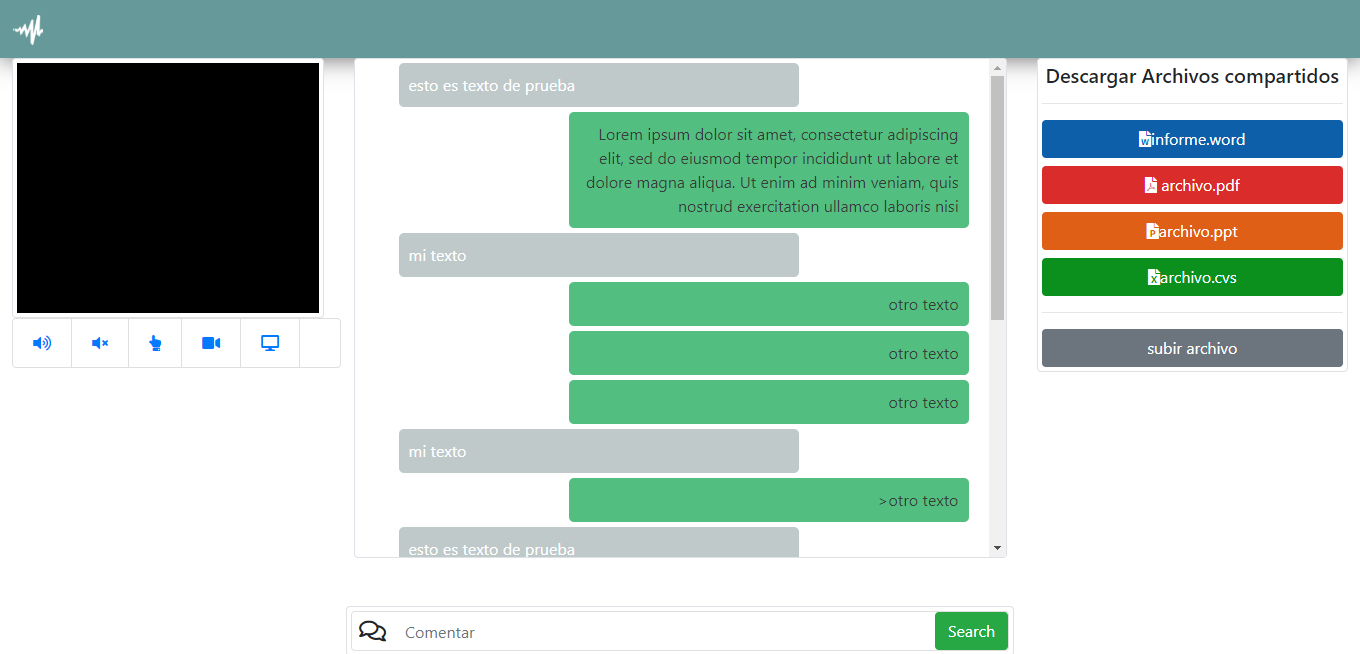 esto es texto de prueba
Lorem ipsum dolor sit amet, consectetur adipiscing
elit, sed do eiusmod tempor incididunt ut labore et
dolore magna aliqua. Ut enim ad minim veniam, quis
nostrud exercitation ullamco laboris nisi
mi texto
otro texto
otro texto
otro texto
mi texto
>otro texto
esto es texto de prueba
Comentar
Search
Descargar Archivos compartidos
informe.word
archivo.pdf
archivo.ppt
archivo.cvs
subir archivo